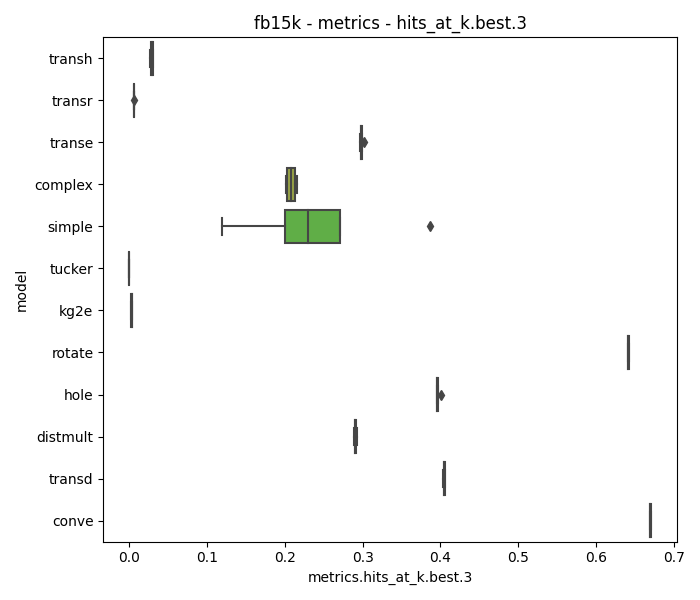 fb15k - metrics - hits_at_k.best.3
transh
transr
transe
complex
simple
tucker
kg2e
rotate
hole
distmult
transd
conve
model
0.0 0.1 0.2 0.3 0.4 0.5 0.6 0.7
metrics.hits_at_k.best.3